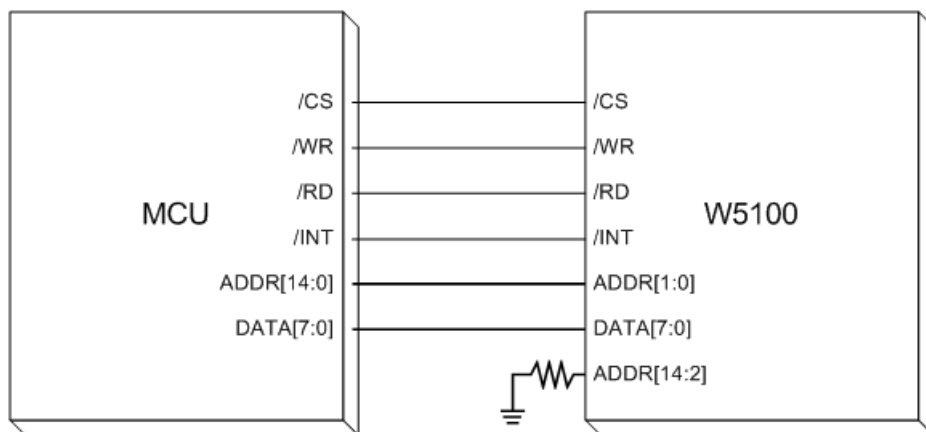 /CS /CS
/WR /WR
/RD /RD
MCU W5100
/INT /INT
ADDR[14:0] ADDR[1:0]
DATA[7:0] DATA[7:0]
ADDR[14:2]